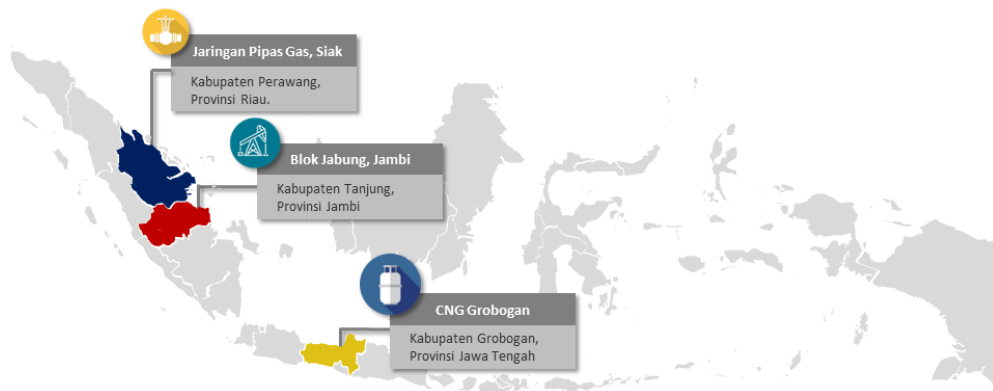 Jaringan Pipas Gas, Siak
Kabupaten Perawang,
Provinsi Riau.
Blok Jabung, Jambi
Kabupaten Tanjung,
Provinsi Jambi
CNG Grobogan
Kabupaten Grobogan,
Provinsi Jawa Tengah